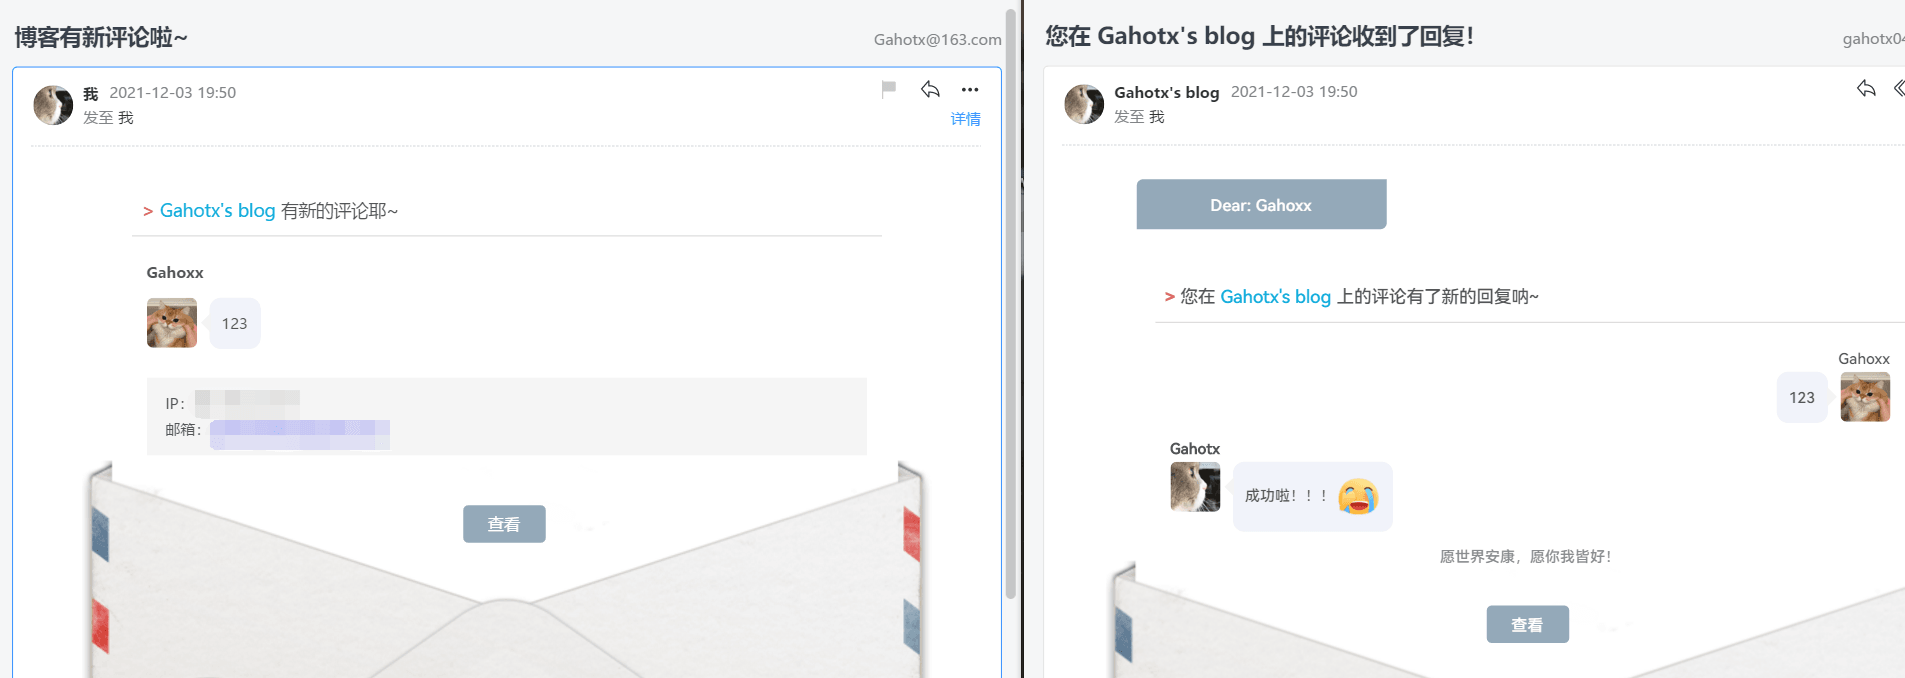 博客有新评论啦~
Gahotx@163.com
我 2021-12-03 19:50
发至 我
详情
> Gahotx's blog 有新的评论耶~
Gahoxx
123
IP：
邮箱：
查看
您在 Gahotx's blog 上的评论收到了回复！
gahotx04
Gahotx's blog 2021-12-03 19:50
发至 我
Dear: Gahoxx
> 您在 Gahotx's blog 上的评论有了新的回复呐~
Gahoxx
123
Gahotx
成功啦！！！
愿世界安康，愿你我皆好！
查看